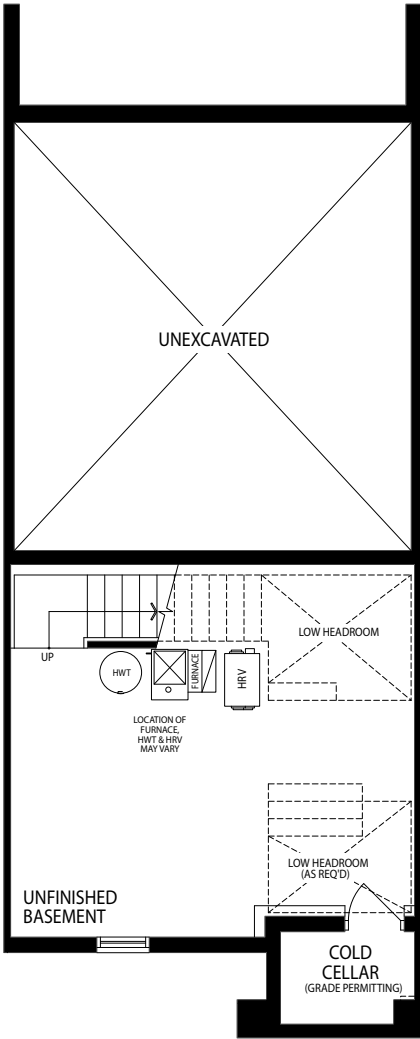 UNEXCAVATED
LOW HEADROOM
UP
HWT
FURNACE
HRV
LOCATION OF
FURNACE,
HWT & HRV
MAY VARY
LOW HEADROOM
(AS REQ'D)
UNFINISHED
BASEMENT
COLD
CELLAR
(GRADE PERMITTING)